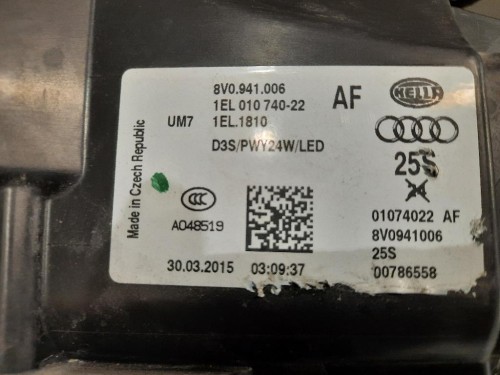 8V0.941.006
1EL 010 740-22
UM7 1EL.1810
AF
HELLA
D3S/PWY24W/LED
Made in Czech Republic
25S
CCC
A048519
01074022 AF
8V0941006
25S
00786558
30.03.2015 03:09:37